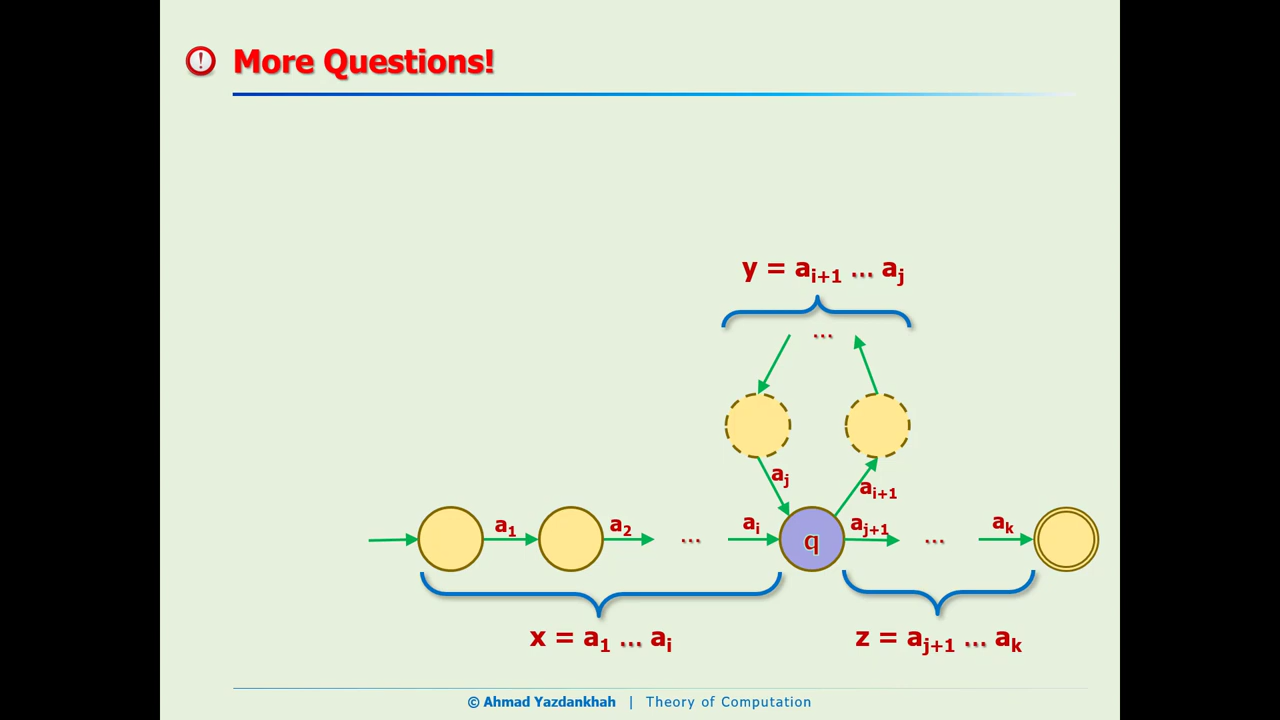 More Questions!
y = aᵢ₊₁ ... aⱼ
...
aⱼ
aᵢ₊₁
a₁
a₂
...
aᵢ
q
aⱼ₊₁
...
aₖ
x = a₁ ... aᵢ
z = aⱼ₊₁ ... aₖ
© Ahmad Yazdankhah | Theory of Computation